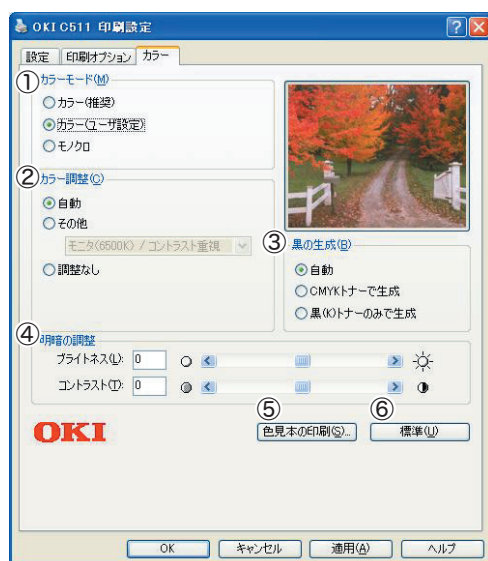 OKI C511 印刷設定
設定 印刷オプション カラー
①カラーモード(M)
カラー(推奨)
カラー(ユーザ設定)
モノクロ
②カラー調整(C)
自動
その他
モニタ(6500K) / コントラスト重視
調整なし
③黒の生成(B)
自動
CMYKトナーで生成
黒(K)トナーのみで生成
④明暗の調整
ブライトネス(L): 0
コントラスト(T): 0
OKI
⑤色見本の印刷(S)...
⑥標準(U)
OK キャンセル 適用(A) ヘルプ